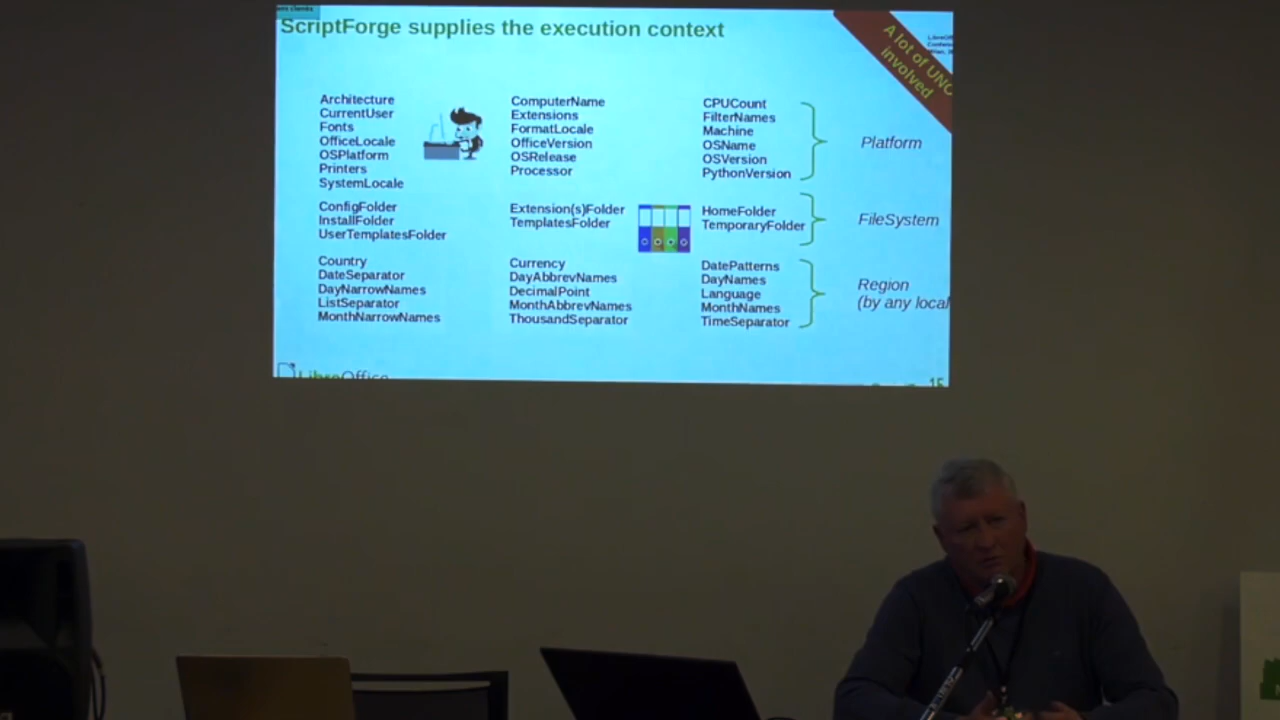 ScriptForge supplies the execution context
A lot of UNO
involved
Architecture
CurrentUser
Fonts
OfficeLocale
OSPlatform
Printers
SystemLocale
ComputerName
Extensions
FormatLocale
OfficeVersion
OSRelease
Processor
CPUCount
FilterNames
Machine
OSName
OSVersion
PythonVersion
Platform
ConfigFolder
InstallFolder
UserTemplatesFolder
Extension(s)Folder
TemplatesFolder
HomeFolder
TemporaryFolder
FileSystem
Country
DateSeparator
DayNarrowNames
ListSeparator
MonthNarrowNames
Currency
DayAbbrevNames
DecimalPoint
MonthAbbrevNames
ThousandSeparator
DatePatterns
DayNames
Language
MonthNames
TimeSeparator
Region
(by any local
LibreOffice
15